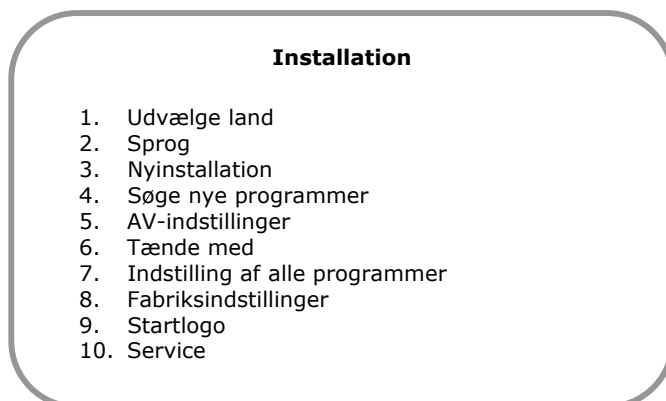 Installation
1. Udvælge land
2. Sprog
3. Nyinstallation
4. Søge nye programmer
5. AV-indstillinger
6. Tænde med
7. Indstilling af alle programmer
8. Fabriksindstillinger
9. Startlogo
10. Service